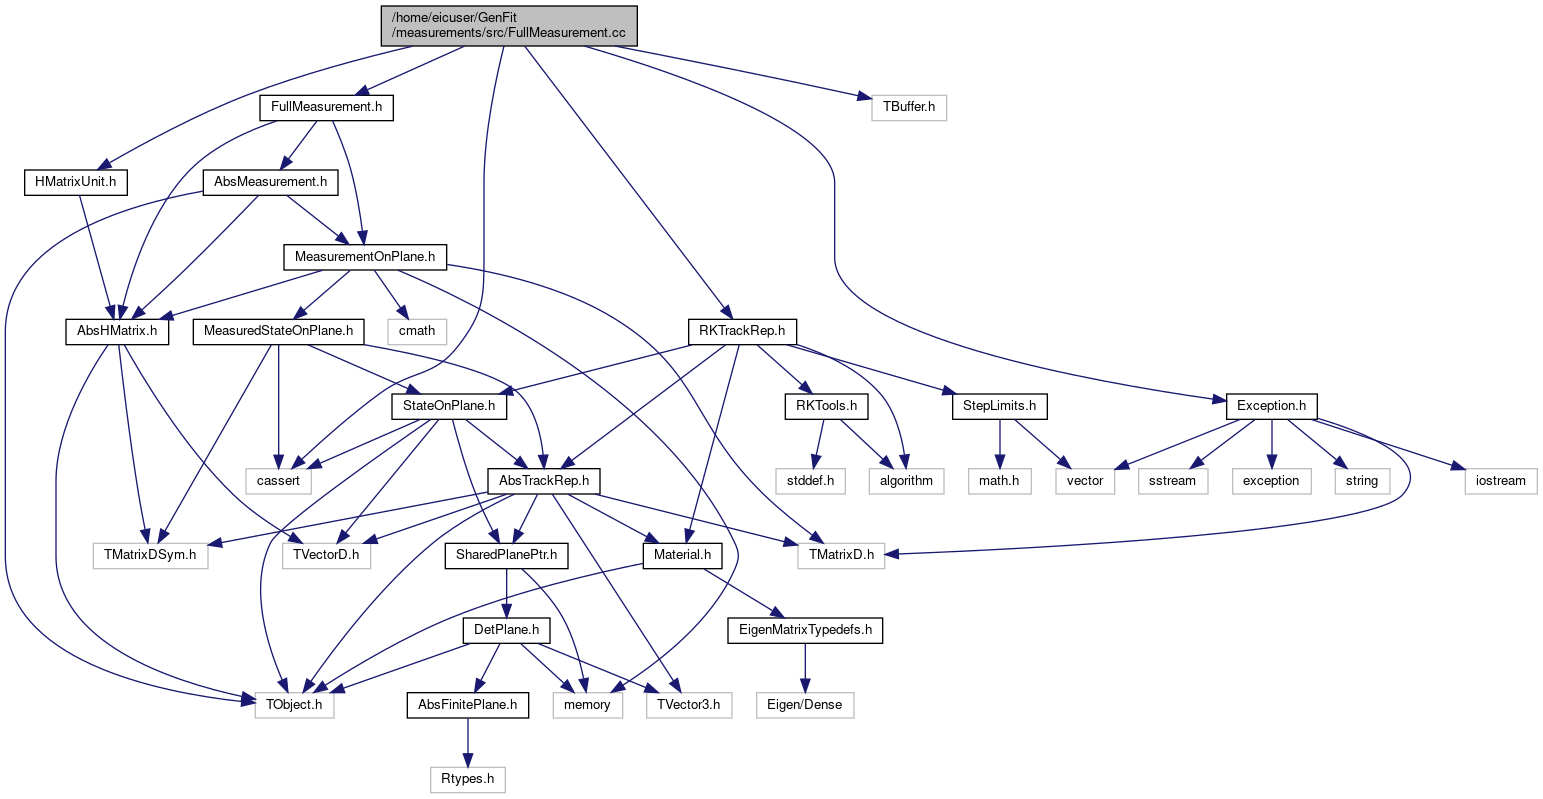 /home/eicuser/GenFit
/measurements/src/FullMeasurement.cc
FullMeasurement.h
TBuffer.h
HMatrixUnit.h
AbsMeasurement.h
MeasurementOnPlane.h
AbsHMatrix.h
MeasuredStateOnPlane.h
cmath
RKTrackRep.h
StateOnPlane.h
RKTools.h
StepLimits.h
Exception.h
cassert
AbsTrackRep.h
stddef.h
algorithm
math.h
vector
sstream
exception
string
iostream
TMatrixDSym.h
TVectorD.h
SharedPlanePtr.h
Material.h
TMatrixD.h
DetPlane.h
EigenMatrixTypedefs.h
TObject.h
AbsFinitePlane.h
memory
TVector3.h
Eigen/Dense
Rtypes.h